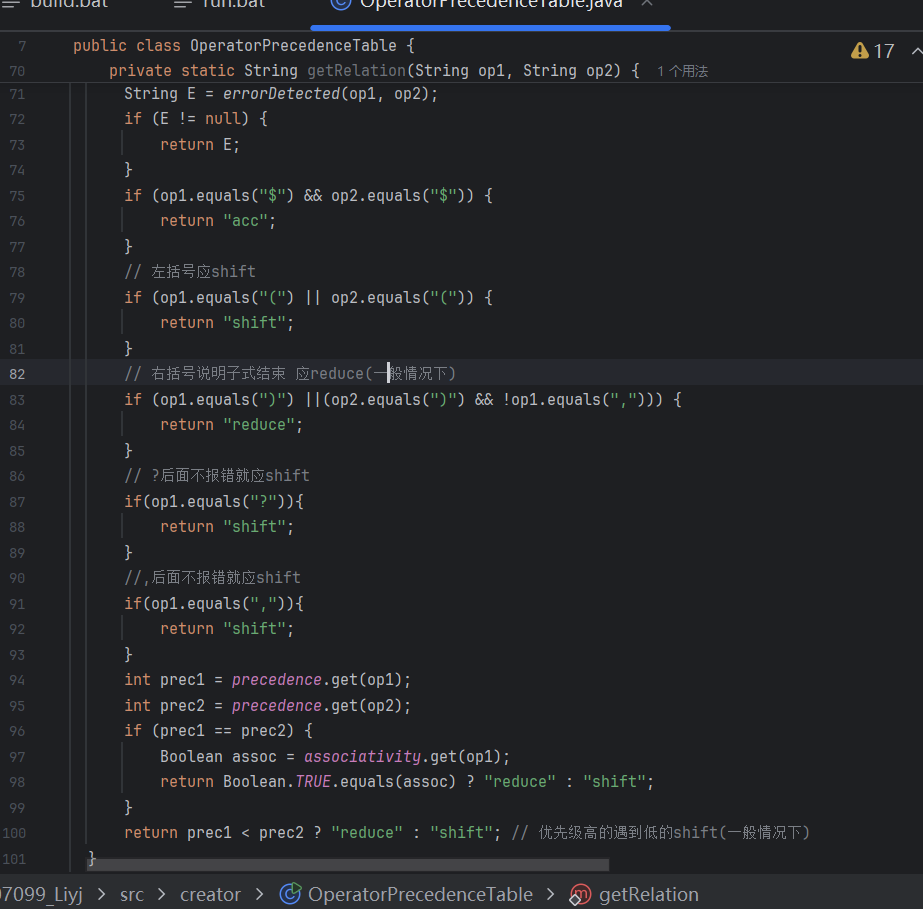 build.bat run.bat OperatorPrecedenceTable.java
7 public class OperatorPrecedenceTable { 17
70 private static String getRelation(String op1, String op2) { 1 个用法
71 String E = errorDetected(op1, op2);
72 if (E != null) {
73 return E;
74 }
75 if (op1.equals("$") && op2.equals("$")) {
76 return "acc";
77 }
78 // 左括号应shift
79 if (op1.equals("(") || op2.equals("(")) {
80 return "shift";
81 }
82 // 右括号说明子式结束 应reduce(一般情况下)
83 if (op1.equals(")") ||(op2.equals(")") && !op1.equals(","))) {
84 return "reduce";
85 }
86 // ?后面不报错就应shift
87 if(op1.equals("?")){
88 return "shift";
89 }
90 //,后面不报错就应shift
91 if(op1.equals(",")){
92 return "shift";
93 }
94 int prec1 = precedence.get(op1);
95 int prec2 = precedence.get(op2);
96 if (prec1 == prec2) {
97 Boolean assoc = associativity.get(op1);
98 return Boolean.TRUE.equals(assoc) ? "reduce" : "shift";
99 }
100 return prec1 < prec2 ? "reduce" : "shift"; // 优先级高的遇到低的shift(一般情况下)
101 }
07099_Liyj > src > creator > OperatorPrecedenceTable > getRelation